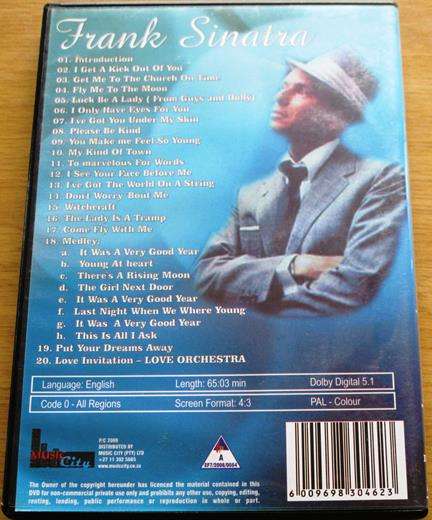 Frank Sinatra
01. Introduction
02. I Get A Kick Out Of You
03. Get Me To The Church On Time
04. Fly Me To The Moon
05. Luck Be A Lady ( From Guys and Dolly)
06. I Only Have Eyes For You
07. I've Got You Under My Skin
08. Please Be Kind
09. You Make me Feel So Young
10. My Kind Of Town
11. To marvelous For Words
12. I See Your Face Before Me
13. I've Got The World On A String
14. Dont Worry 'Bout Me
15. Witchcraft
16. The Lady Is A Tramp
17. Come Fly With Me
18. Medley:
a. It Was A Very Good Year
b. Young At heart
c. There's A Rising Moon
d. The Girl Next Door
e. It Was A Very Good Year
f. Last Night When We Where Young
g. It Was A Very Good Year
h. This Is All I Ask
19. Put Your Dreams Away
20. Love Invitation - LOVE ORCHESTRA
Language: English Length: 65:03 min Dolby Digital 5.1
Code 0 - All Regions Screen Format: 4:3 PAL - Colour
Music City
P/C 2009
DISTRIBUTED BY
MUSIC CITY (PTY) LTD
www.musiccity.co.za
A
The Owner of the copyright hereunder has licenced the material contained in this
DVD for non-commercial private use only and prohibits any other use, copying, editing,
renting, lending, public performance or reproduction in whole or part.
6 009698 304623